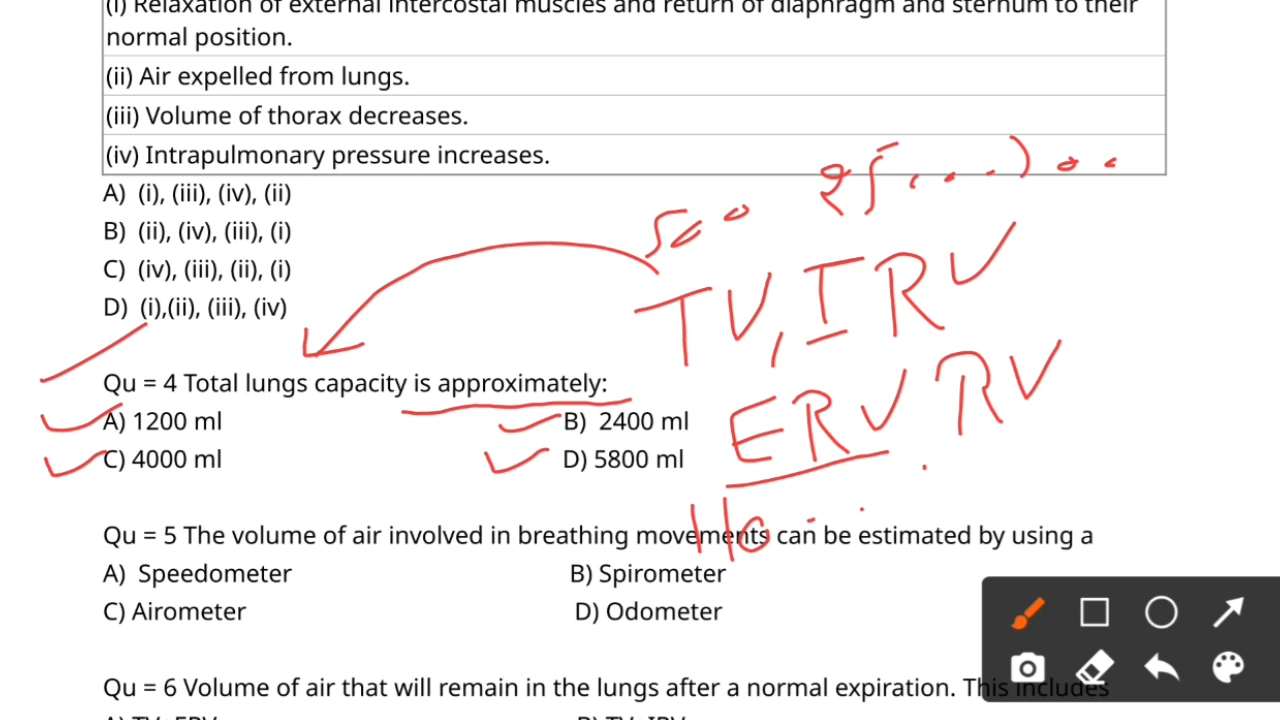 (i) Relaxation of external intercostal muscles and return of diaphragm and sternum to their
normal position.
(ii) Air expelled from lungs.
(iii) Volume of thorax decreases.
(iv) Intrapulmonary pressure increases.
A) (i), (iii), (iv), (ii)
B) (ii), (iv), (iii), (i)
C) (iv), (iii), (ii), (i)
D) (i),(ii), (iii), (iv)
TV, IRV
ERV RV
Qu = 4 Total lungs capacity is approximately:
A) 1200 ml B) 2400 ml
C) 4000 ml D) 5800 ml
Qu = 5 The volume of air involved in breathing movements can be estimated by using a
A) Speedometer B) Spirometer
C) Airometer D) Odometer
Qu = 6 Volume of air that will remain in the lungs after a normal expiration. This includes